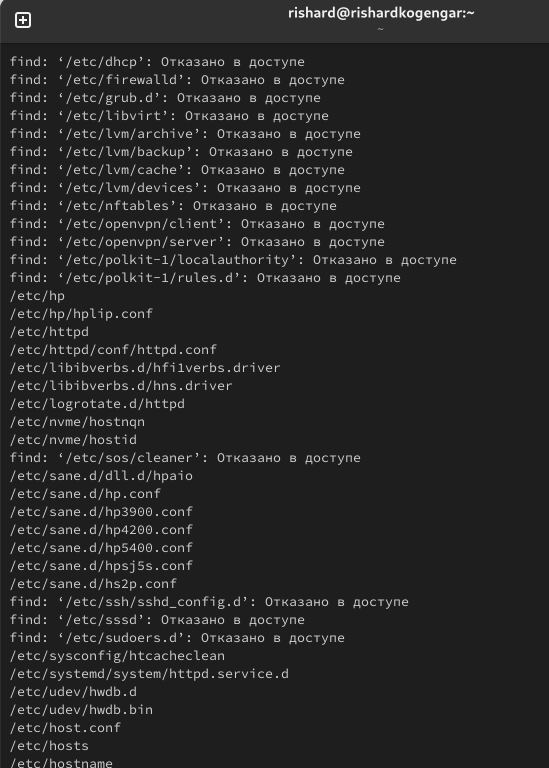 rishard@rishardkogengar:~
~
find: ‘/etc/dhcp’: Отказано в доступе
find: ‘/etc/firewalld’: Отказано в доступе
find: ‘/etc/grub.d’: Отказано в доступе
find: ‘/etc/libvirt’: Отказано в доступе
find: ‘/etc/lvm/archive’: Отказано в доступе
find: ‘/etc/lvm/backup’: Отказано в доступе
find: ‘/etc/lvm/cache’: Отказано в доступе
find: ‘/etc/lvm/devices’: Отказано в доступе
find: ‘/etc/nftables’: Отказано в доступе
find: ‘/etc/openvpn/client’: Отказано в доступе
find: ‘/etc/openvpn/server’: Отказано в доступе
find: ‘/etc/polkit-1/localauthority’: Отказано в доступе
find: ‘/etc/polkit-1/rules.d’: Отказано в доступе
/etc/hp
/etc/hp/hplip.conf
/etc/httpd
/etc/httpd/conf/httpd.conf
/etc/libibverbs.d/hfi1verbs.driver
/etc/libibverbs.d/hns.driver
/etc/logrotate.d/httpd
/etc/nvme/hostnqn
/etc/nvme/hostid
find: ‘/etc/sos/cleaner’: Отказано в доступе
/etc/sane.d/dll.d/hpaio
/etc/sane.d/hp.conf
/etc/sane.d/hp3900.conf
/etc/sane.d/hp4200.conf
/etc/sane.d/hp5400.conf
/etc/sane.d/hpsj5s.conf
/etc/sane.d/hs2p.conf
find: ‘/etc/ssh/sshd_config.d’: Отказано в доступе
find: ‘/etc/sssd’: Отказано в доступе
find: ‘/etc/sudoers.d’: Отказано в доступе
/etc/sysconfig/htcacheclean
/etc/systemd/system/httpd.service.d
/etc/udev/hwdb.d
/etc/udev/hwdb.bin
/etc/host.conf
/etc/hosts
/etc/hostname